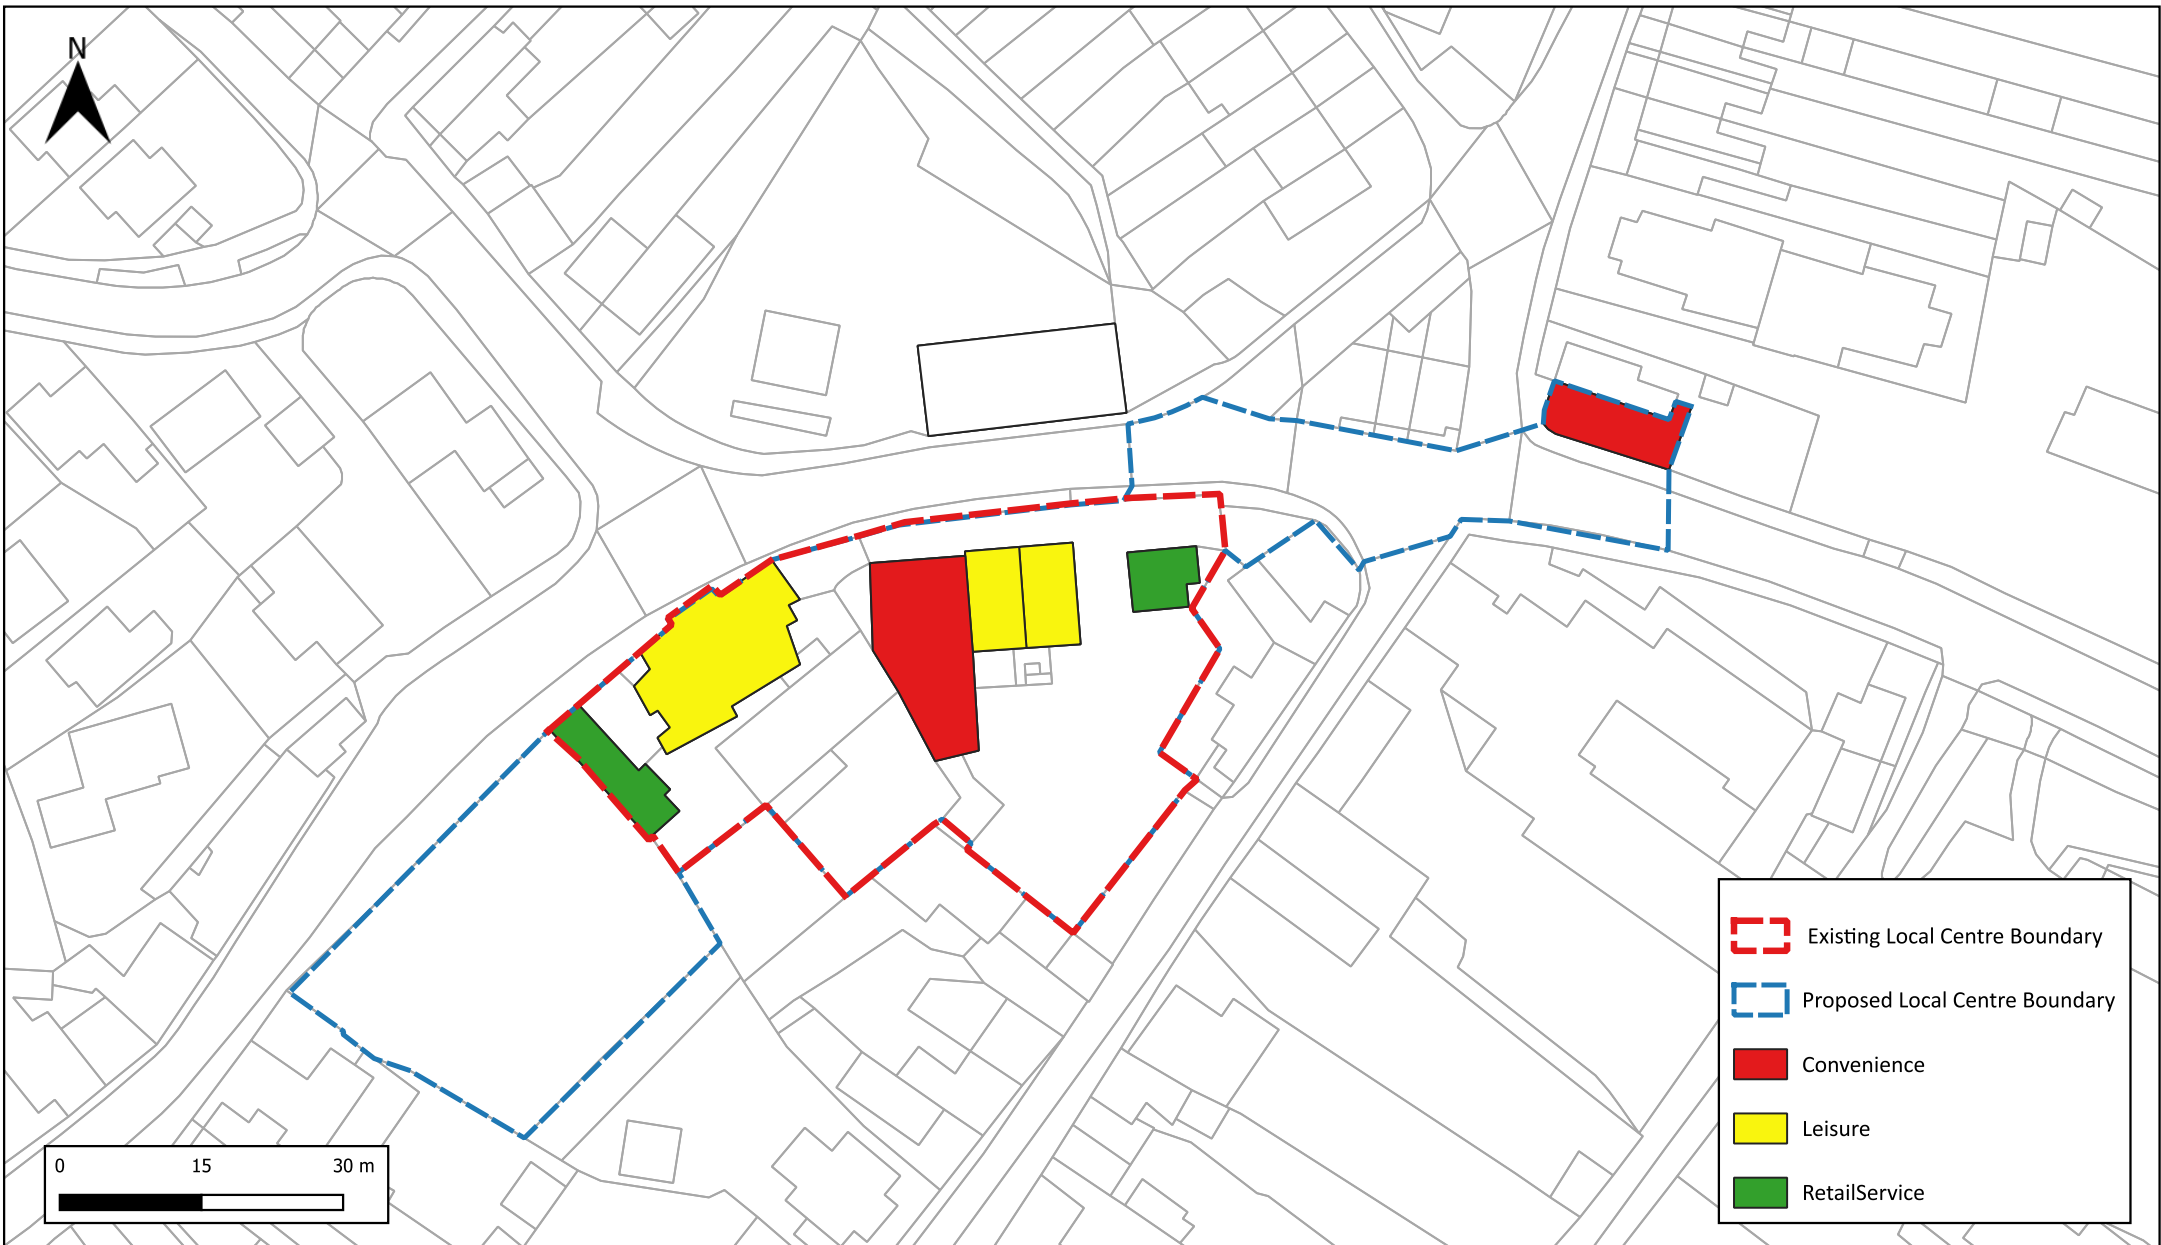 N
Existing Local Centre Boundary
Proposed Local Centre Boundary
Convenience
Leisure
RetailService
0 15 30 m